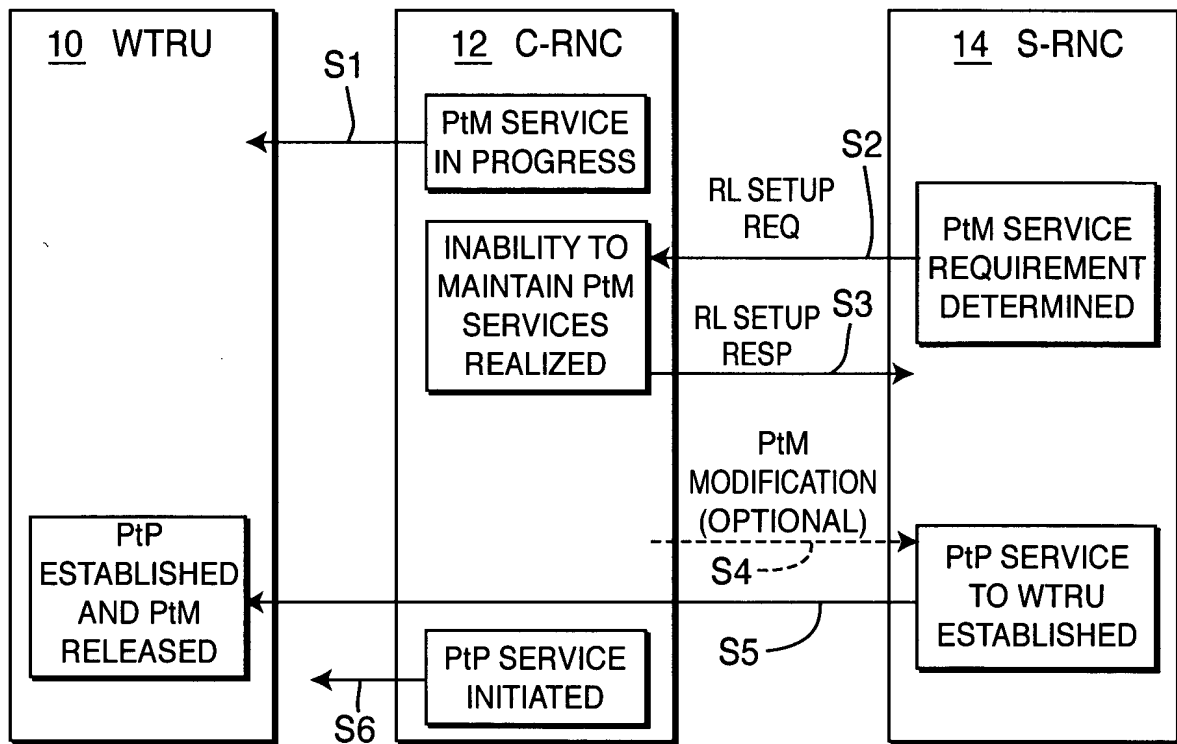 10 WTRU
12 C-RNC
14 S-RNC
S1
PtM SERVICE
IN PROGRESS
S2
RL SETUP
REQ
PtM SERVICE
REQUIREMENT
DETERMINED
INABILITY TO
MAINTAIN PtM
SERVICES
REALIZED
S3
RL SETUP
RESP
PtM
MODIFICATION
(OPTIONAL)
S4
PtP
ESTABLISHED
AND PtM
RELEASED
PtP SERVICE
TO WTRU
ESTABLISHED
S5
PtP SERVICE
INITIATED
S6